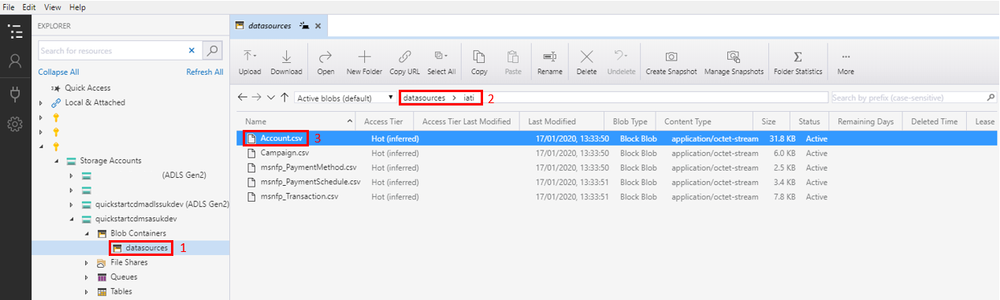 File Edit View Help
EXPLORER
datasources
Search for resources
Collapse All Refresh All
Upload Download Open New Folder Copy URL Select All Copy Paste Rename Delete Undelete Create Snapshot Manage Snapshots Folder Statistics More
Quick Access
Local & Attached
Storage Accounts
(ADLS Gen2)
quickstartcdmadlssukdev (ADLS Gen2)
quickstartcdmsasukdev
Blob Containers
datasources 1
File Shares
Queues
Tables
Active blobs (default) datasources > iati 2 Search by prefix (case-sensitive)
Name Access Tier Access Tier Last Modified Last Modified Blob Type Content Type Size Status Remaining Days Deleted Time Lease
Account.csv 3 Hot (inferred) 17/01/2020, 13:33:50 Block Blob application/octet-stream 31.8 KB Active
Campaign.csv Hot (inferred) 17/01/2020, 13:33:50 Block Blob application/octet-stream 6.0 KB Active
msnfp_PaymentMethod.csv Hot (inferred) 17/01/2020, 13:33:50 Block Blob application/octet-stream 2.5 KB Active
msnfp_PaymentSchedule.csv Hot (inferred) 17/01/2020, 13:33:51 Block Blob application/octet-stream 3.4 KB Active
msnfp_Transaction.csv Hot (inferred) 17/01/2020, 13:33:51 Block Blob application/octet-stream 7.8 KB Active